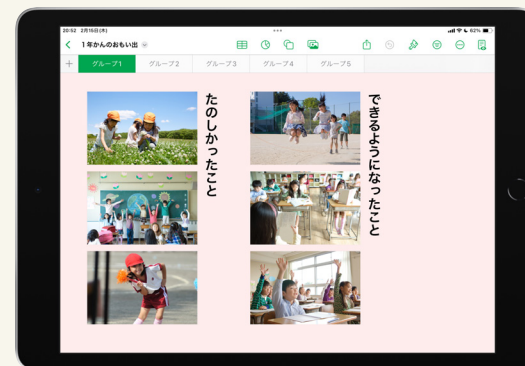 20:52 2月15日(木)
82%
1年かんのおもい出
グループ1 グループ2 グループ3 グループ4 グループ5
できるようになったこと
たのしかったこと